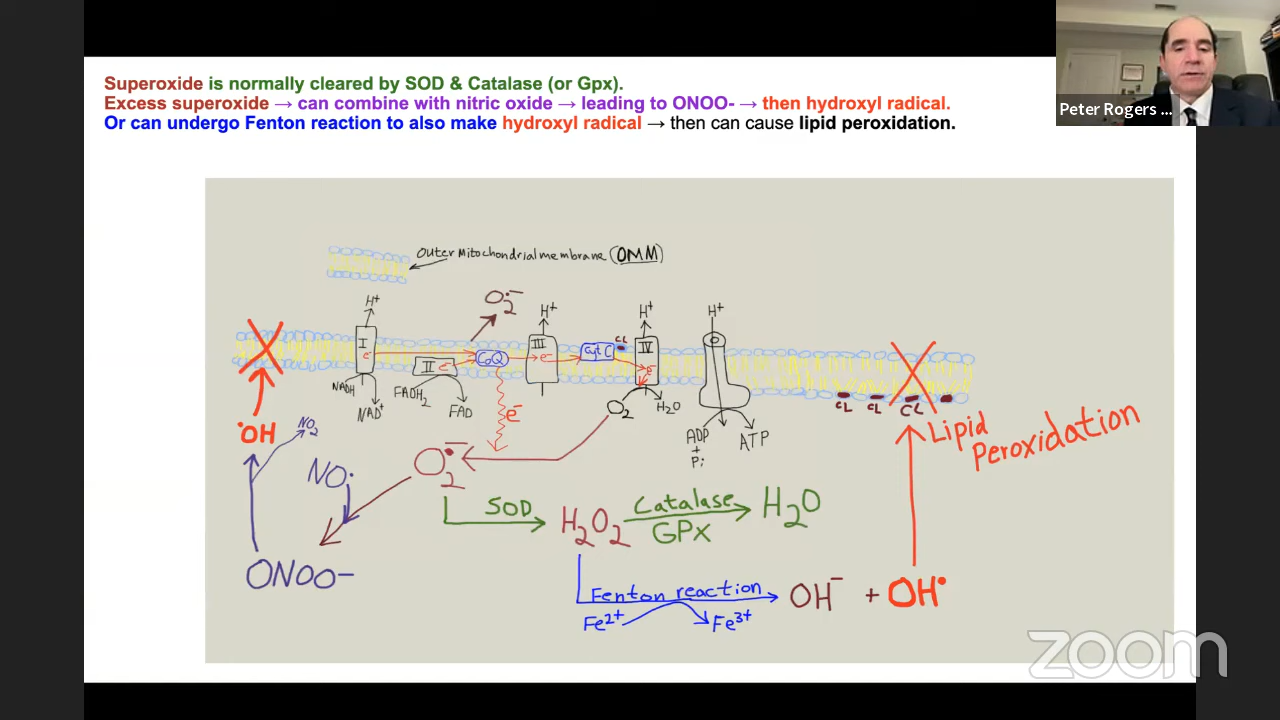 Superoxide is normally cleared by SOD & Catalase (or Gpx).
Excess superoxide → can combine with nitric oxide → leading to ONOO- → then hydroxyl radical.
Or can undergo Fenton reaction to also make hydroxyl radical → then can cause lipid peroxidation.
Peter Rogers ...
Outer Mitochondrial membrane (OMM)
O2•−
H+
H+
H+
H+
I
e-
II
e-
CoQ
III
e-
Cyt C
CL
IV
e-
NADH
NAD+
FADH2
FAD
e-
O2
H2O
ADP
+
Pi
ATP
CL
CL
CL
Lipid
Peroxidation
•OH
NO2
NO•
O2•−
SOD
H2O2
Catalase
GPx
H2O
ONOO−
Fenton reaction
Fe2+
Fe3+
OH− + OH•
zoom